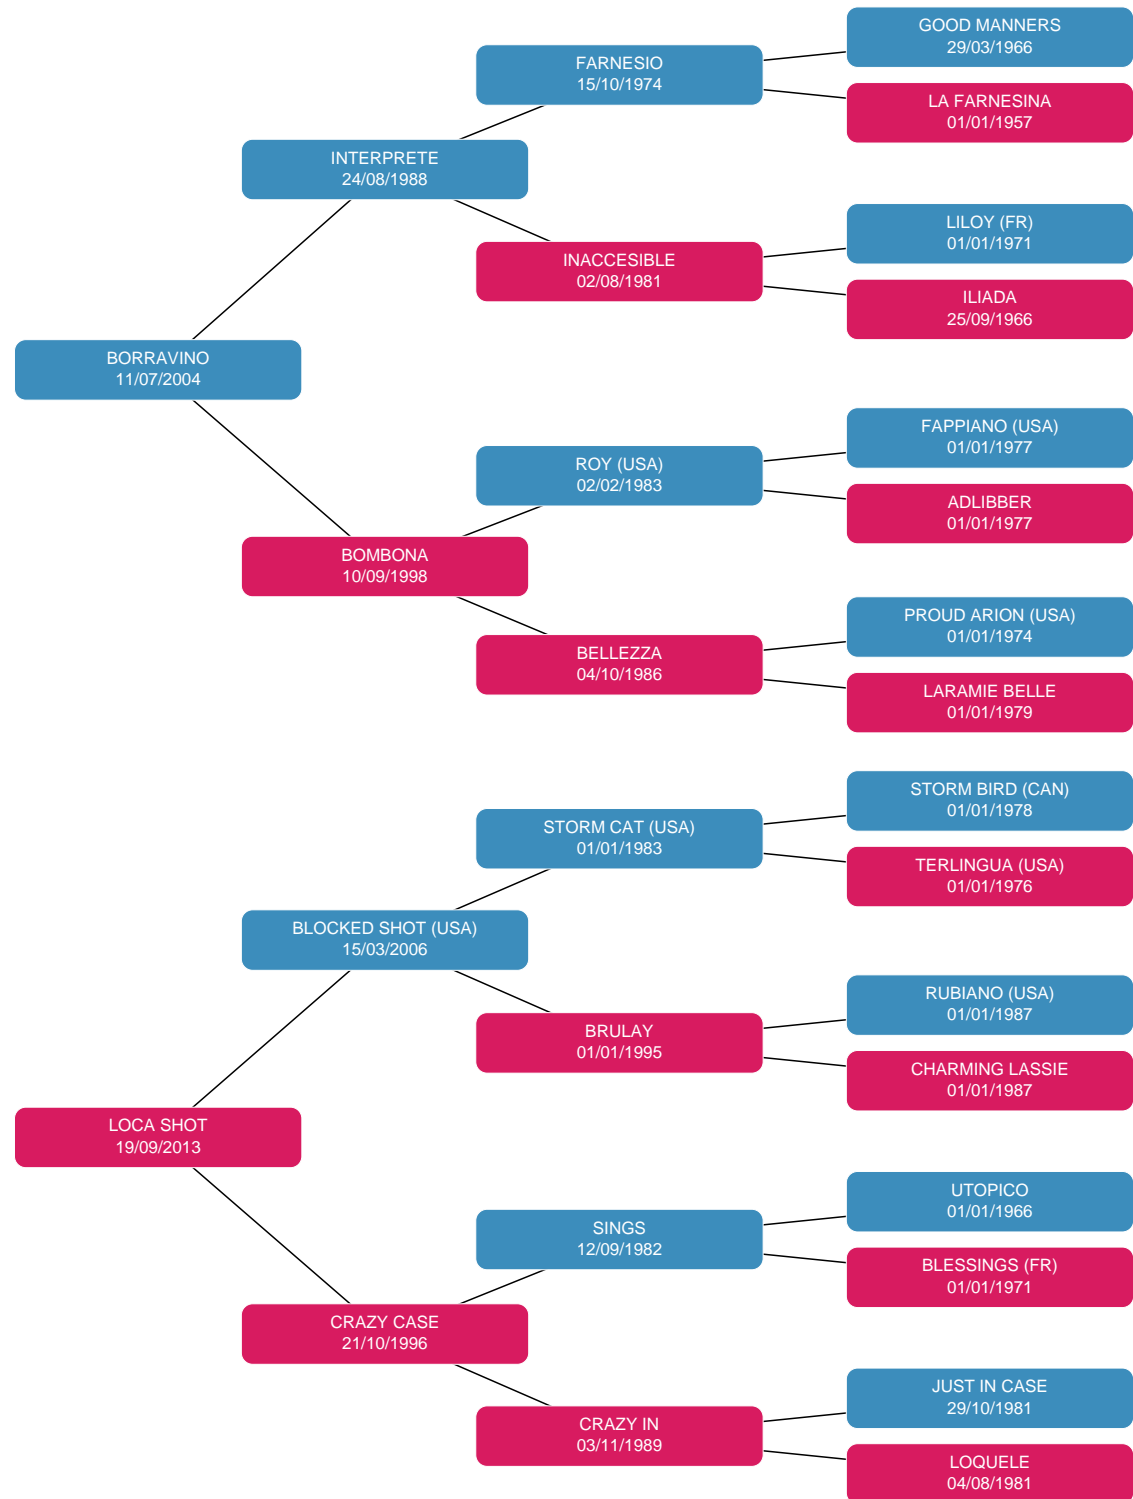 GOOD MANNERS
29/03/1966
FARNESIO
15/10/1974
LA FARNESINA
01/01/1957
INTERPRETE
24/08/1988
LILOY (FR)
01/01/1971
INACCESIBLE
02/08/1981
ILIADA
25/09/1966
BORRAVINO
11/07/2004
FAPPIANO (USA)
01/01/1977
ROY (USA)
02/02/1983
ADLIBBER
01/01/1977
BOMBONA
10/09/1998
PROUD ARION (USA)
01/01/1974
BELLEZZA
04/10/1986
LARAMIE BELLE
01/01/1979
STORM BIRD (CAN)
01/01/1978
STORM CAT (USA)
01/01/1983
TERLINGUA (USA)
01/01/1976
BLOCKED SHOT (USA)
15/03/2006
RUBIANO (USA)
01/01/1987
BRULAY
01/01/1995
CHARMING LASSIE
01/01/1987
LOCA SHOT
19/09/2013
UTOPICO
01/01/1966
SINGS
12/09/1982
BLESSINGS (FR)
01/01/1971
CRAZY CASE
21/10/1996
JUST IN CASE
29/10/1981
CRAZY IN
03/11/1989
LOQUELE
04/08/1981